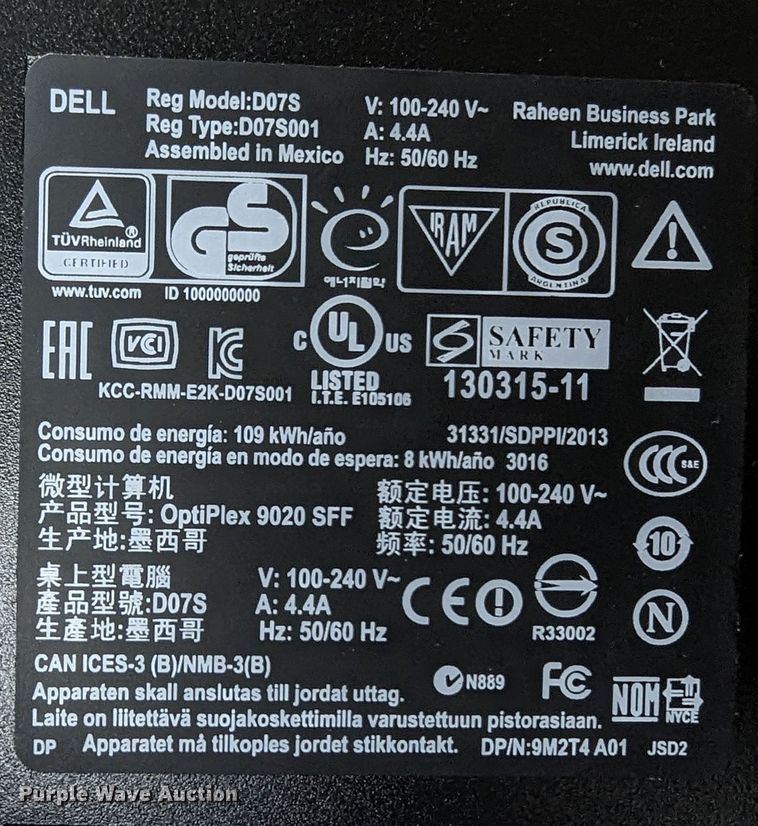 DELL
Reg Model:D07S V: 100-240 V~ Raheen Business Park
Reg Type:D07S001 A: 4.4A Limerick Ireland
Assembled in Mexico Hz: 50/60 Hz www.dell.com
TÜVRheinland ®
CERTIFIED
GS
geprüfte
Sicherheit
에너지절약
IRAM
REPUBLICA
S
ARGENTINA
www.tuv.com ID 1000000000
EAC VCI KC
KCC-RMM-E2K-D07S001
C UL US
LISTED
I.T.E. E105106
SAFETY
MARK
130315-11
Consumo de energía: 109 kWh/año 31331/SDPPI/2013
Consumo de energía en modo de espera: 8 kWh/año 3016
CCC S&E
微型计算机 额定电压: 100-240 V~
产品型号: OptiPlex 9020 SFF 额定电流: 4.4A
生产地:墨西哥 频率: 50/60 Hz
10
桌上型電腦 V: 100-240 V~
產品型號:D07S A: 4.4A
生產地:墨西哥 Hz: 50/60 Hz
CE
R33002
N
CAN ICES-3 (B)/NMB-3(B)
N889
FC
NOM
NYCE
Apparaten skall anslutas till jordat uttag.
Laite on liitettävä suojakoskettimilla varustettuun pistorasiaan.
DP Apparatet må tilkoples jordet stikkontakt. DP/N:9M2T4 A01 JSD2
Purple Wave Auction